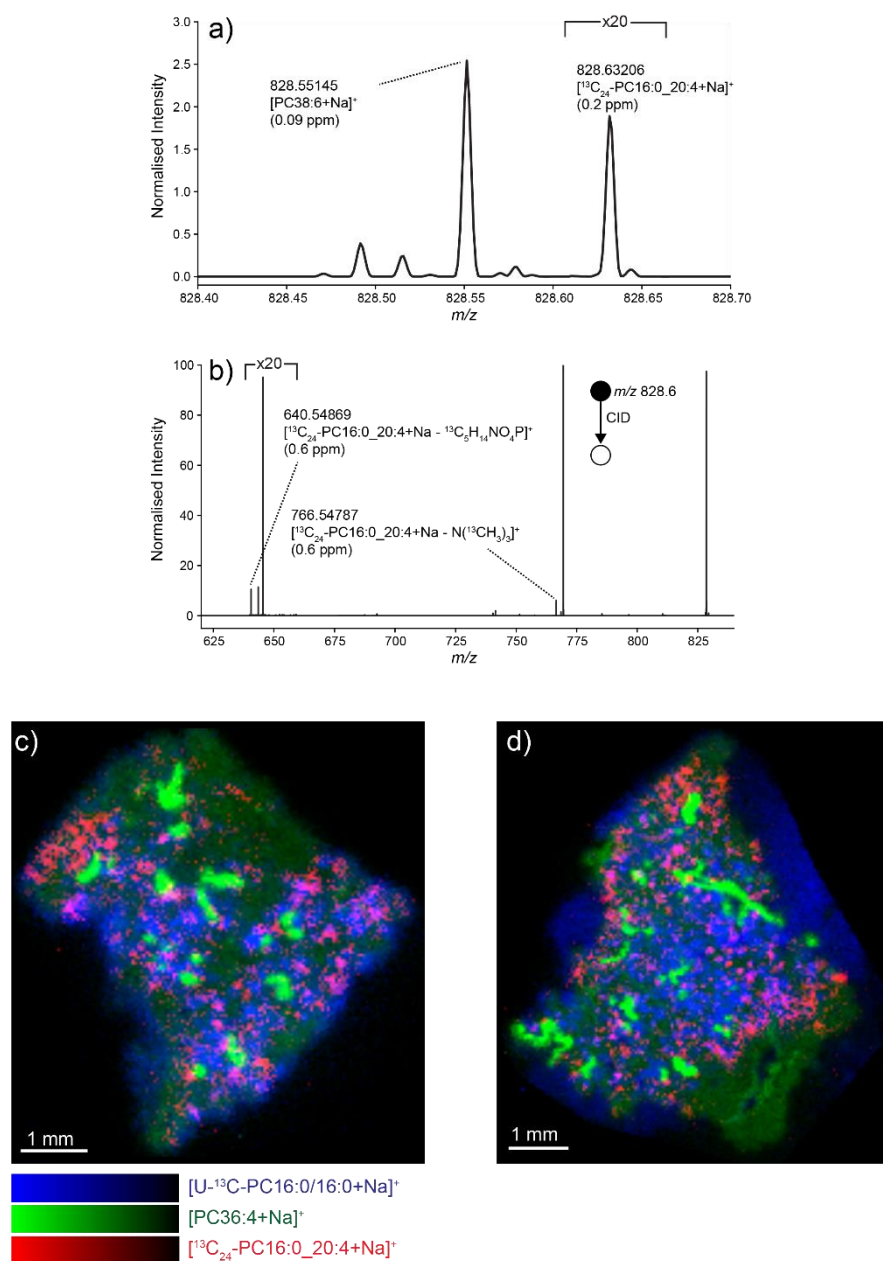 a)
x20
3.0
2.5
2.0
1.5
1.0
0.5
0.0
Normalised Intensity
828.55145
[PC38:6+Na]⁺
(0.09 ppm)
828.63206
[¹³C₂₄-PC16:0_20:4+Na]⁺
(0.2 ppm)
828.40 828.45 828.50 828.55 828.60 828.65 828.70
m/z
b)
x20
100
80
60
40
20
0
Normalised Intensity
640.54869
[¹³C₂₄-PC16:0_20:4+Na - ¹³C₅H₁₄NO₄P]⁺
(0.6 ppm)
766.54787
[¹³C₂₄-PC16:0_20:4+Na - N(¹³CH₃)₃]⁺
(0.6 ppm)
m/z 828.6
CID
625 650 675 700 725 750 775 800 825
m/z
c)
1 mm
d)
1 mm
[U-¹³C-PC16:0/16:0+Na]⁺
[PC36:4+Na]⁺
[¹³C₂₄-PC16:0_20:4+Na]⁺